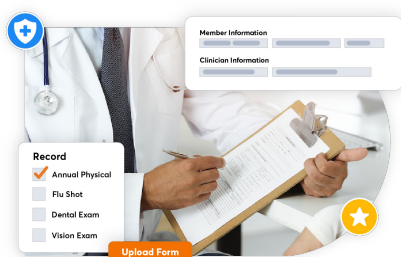 Member Information
Clinician Information
Record
Annual Physical
Flu Shot
Dental Exam
Vision Exam
Upload Form